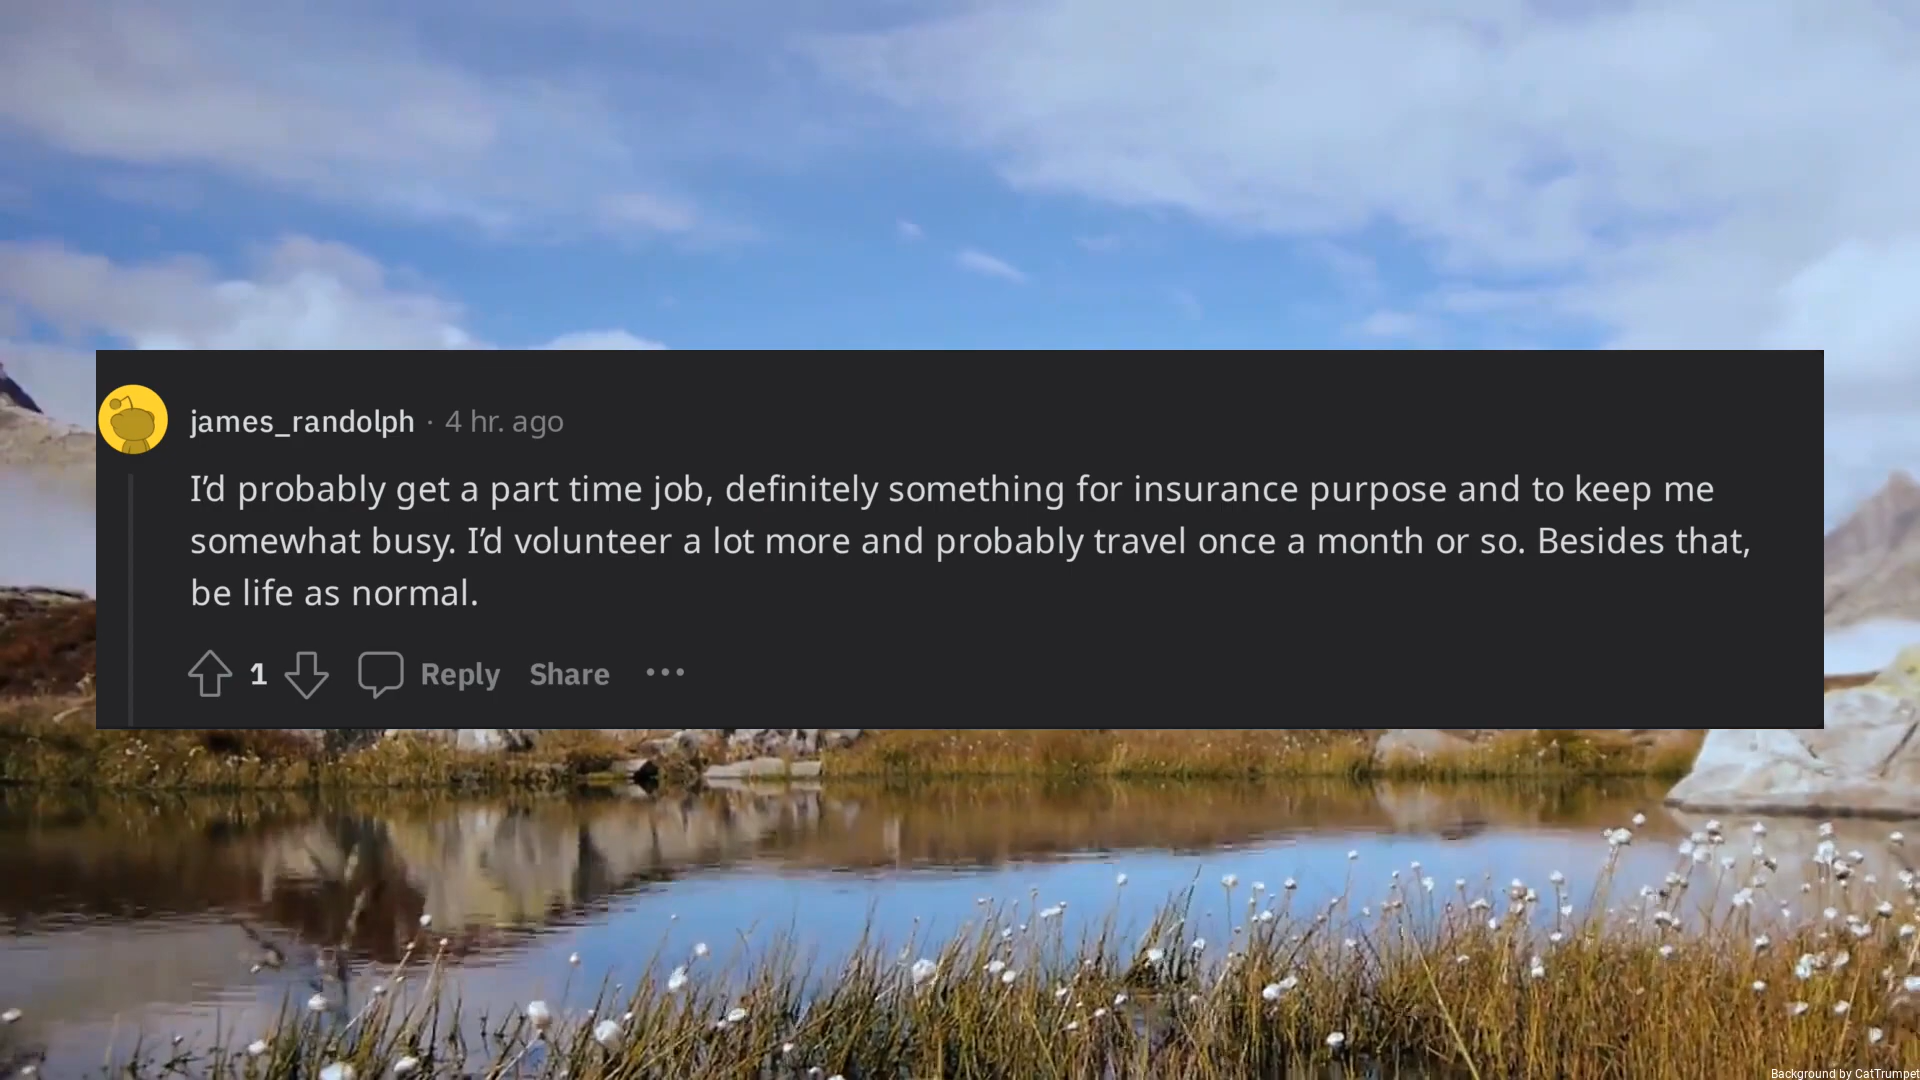 james_randolph · 4 hr. ago
I’d probably get a part time job, definitely something for insurance purpose and to keep me
somewhat busy. I’d volunteer a lot more and probably travel once a month or so. Besides that,
be life as normal.
1 Reply Share ···
Background by CatTrumpet